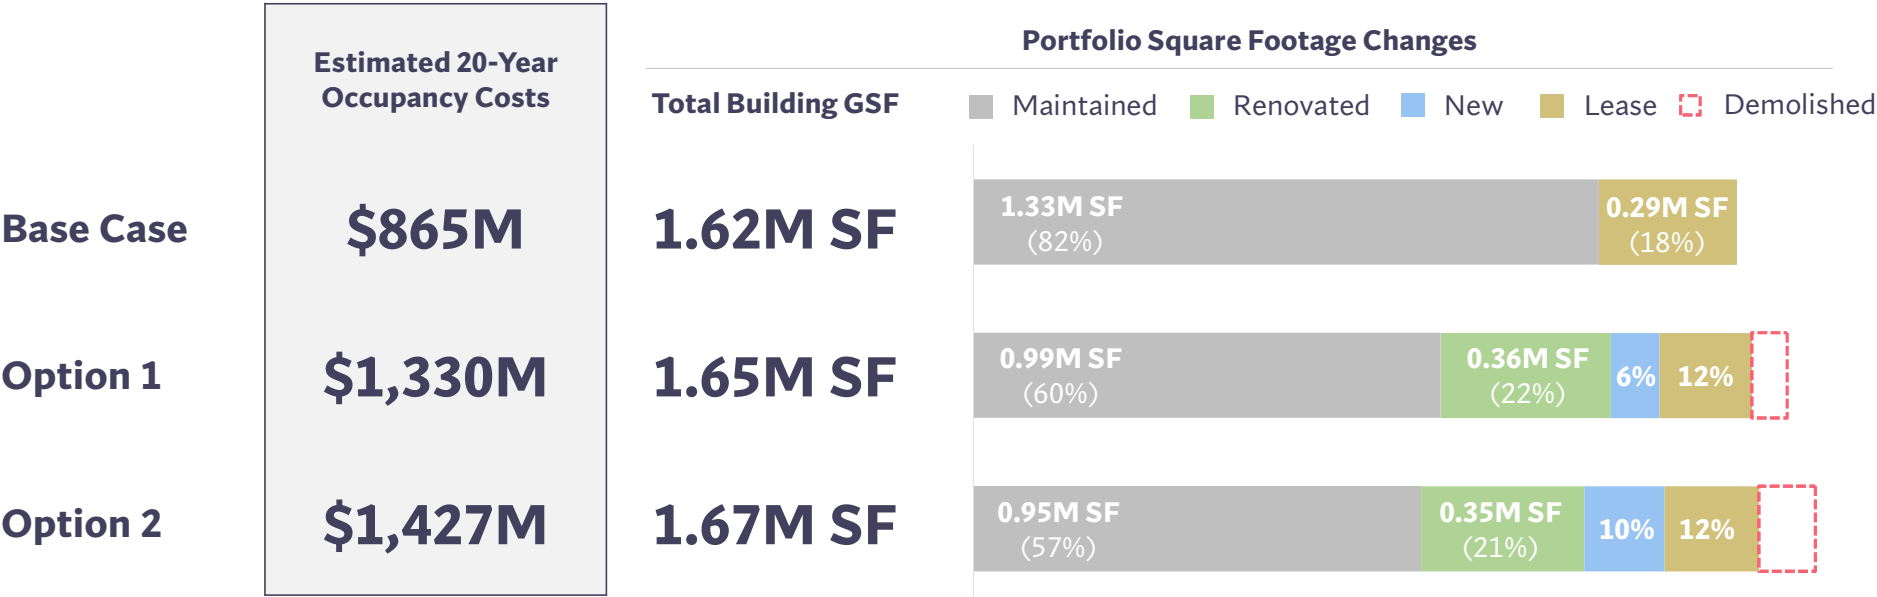 Estimated 20-Year
Occupancy Costs
Portfolio Square Footage Changes
Total Building GSF
Maintained
Renovated
New
Lease
Demolished
Base Case
$865M
1.62M SF
1.33M SF
(82%)
0.29M SF
(18%)
Option 1
$1,330M
1.65M SF
0.99M SF
(60%)
0.36M SF
(22%)
6%
12%
Option 2
$1,427M
1.67M SF
0.95M SF
(57%)
0.35M SF
(21%)
10%
12%